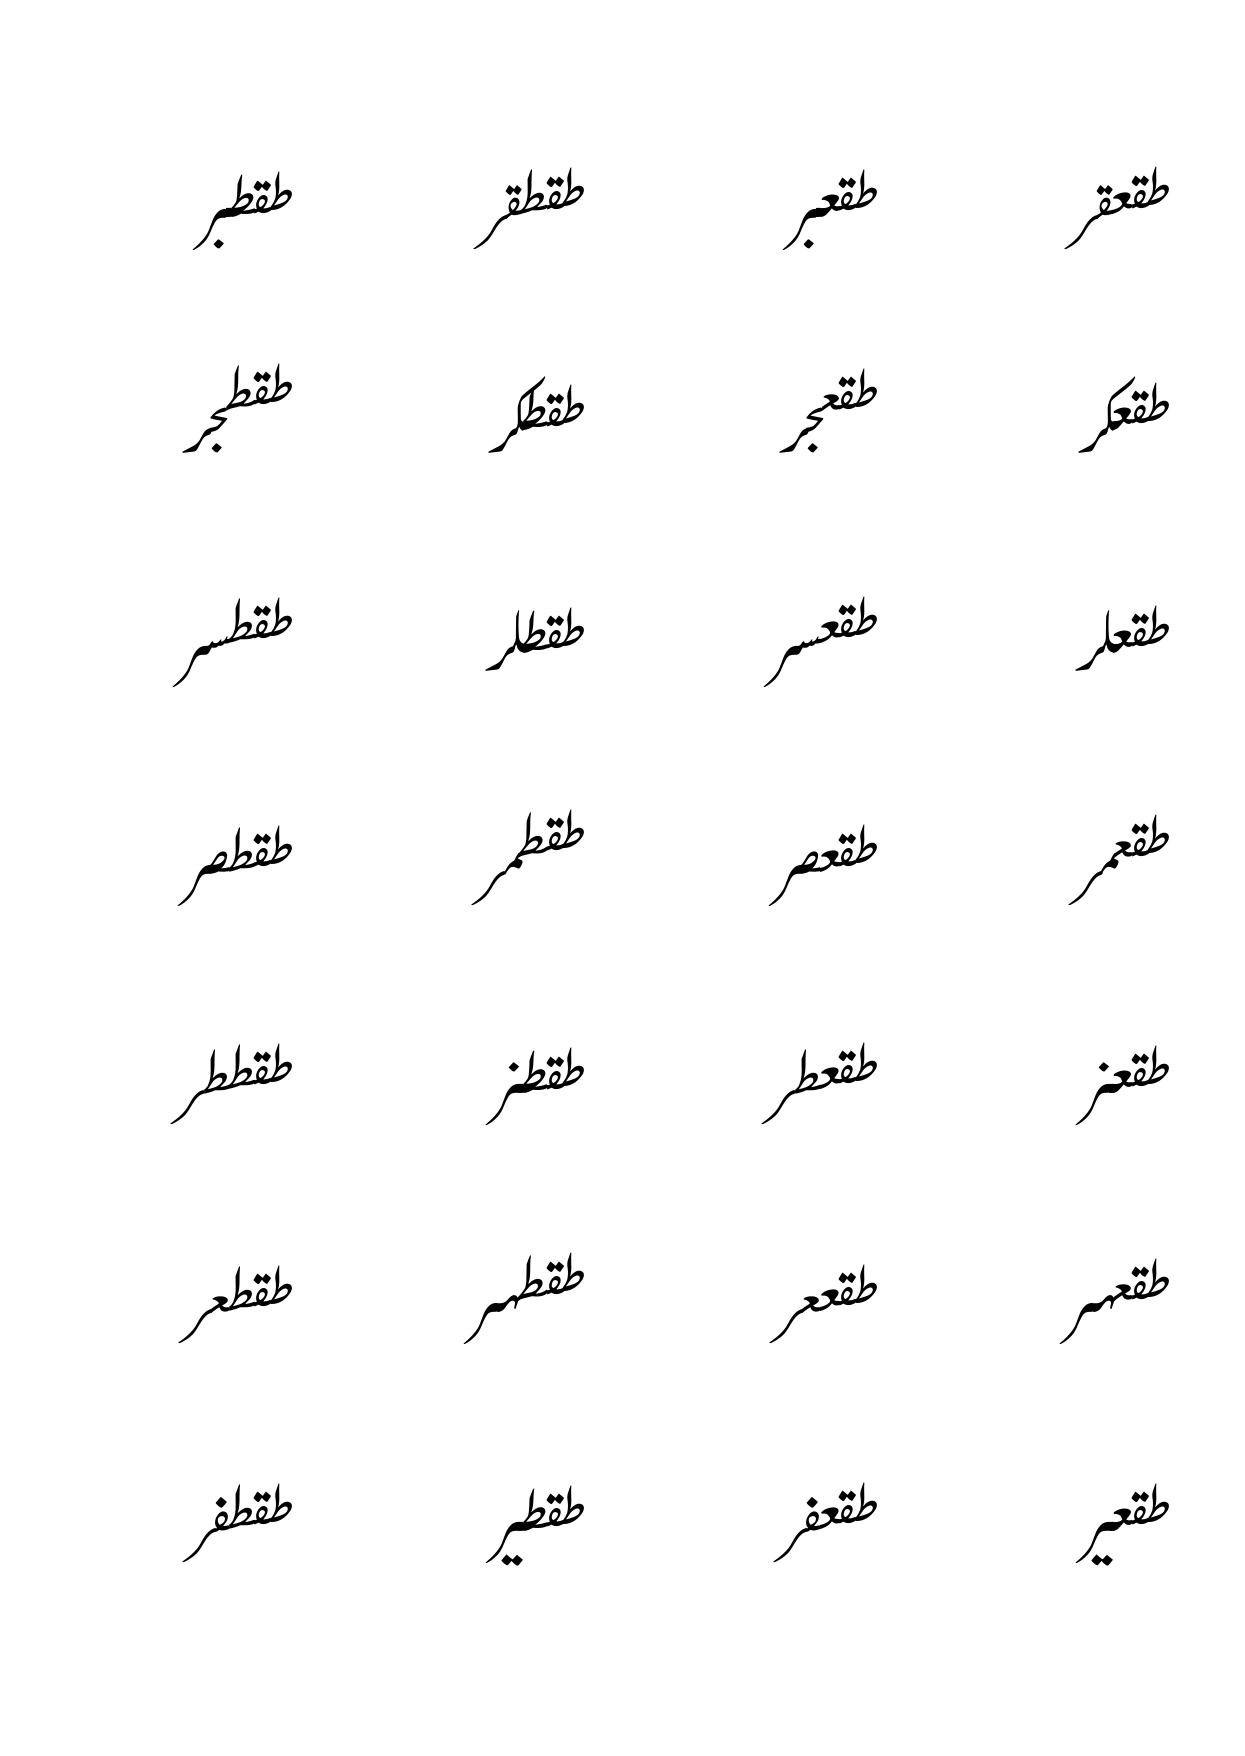 طقعقر طقعبر طقطقر طقطبر
طقعکر طقعجر طقطکر طقطجر
طقعلر طقعسر طقطلر طقطسر
طقعمر طقعصر طقطمر طقطصر
طقعنر طقعطر طقطنر طقططر
طقعہر طقععر طقطہر طقطعر
طقعیر طقعفر طقطیر طقطفر